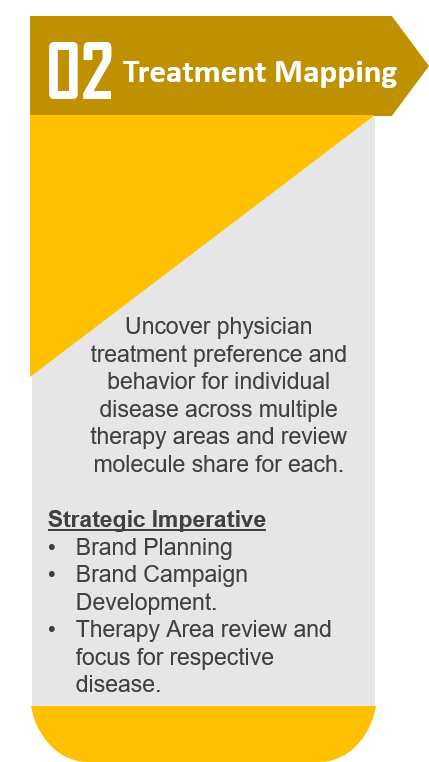 02 Treatment Mapping
Uncover physician
treatment preference and
behavior for individual
disease across multiple
therapy areas and review
molecule share for each.
Strategic Imperative
• Brand Planning
• Brand Campaign
Development.
• Therapy Area review and
focus for respective
disease.